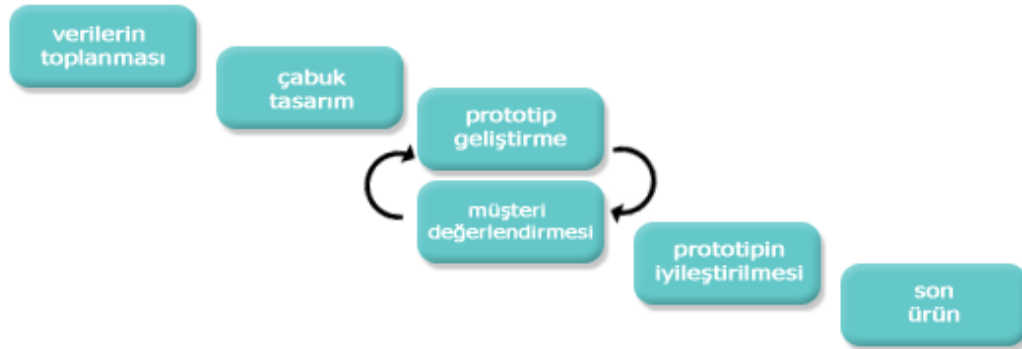 verilerin
toplanması
çabuk
tasarım
prototip
geliştirme
müşteri
değerlendirmesi
prototipin
iyileştirilmesi
son
ürün